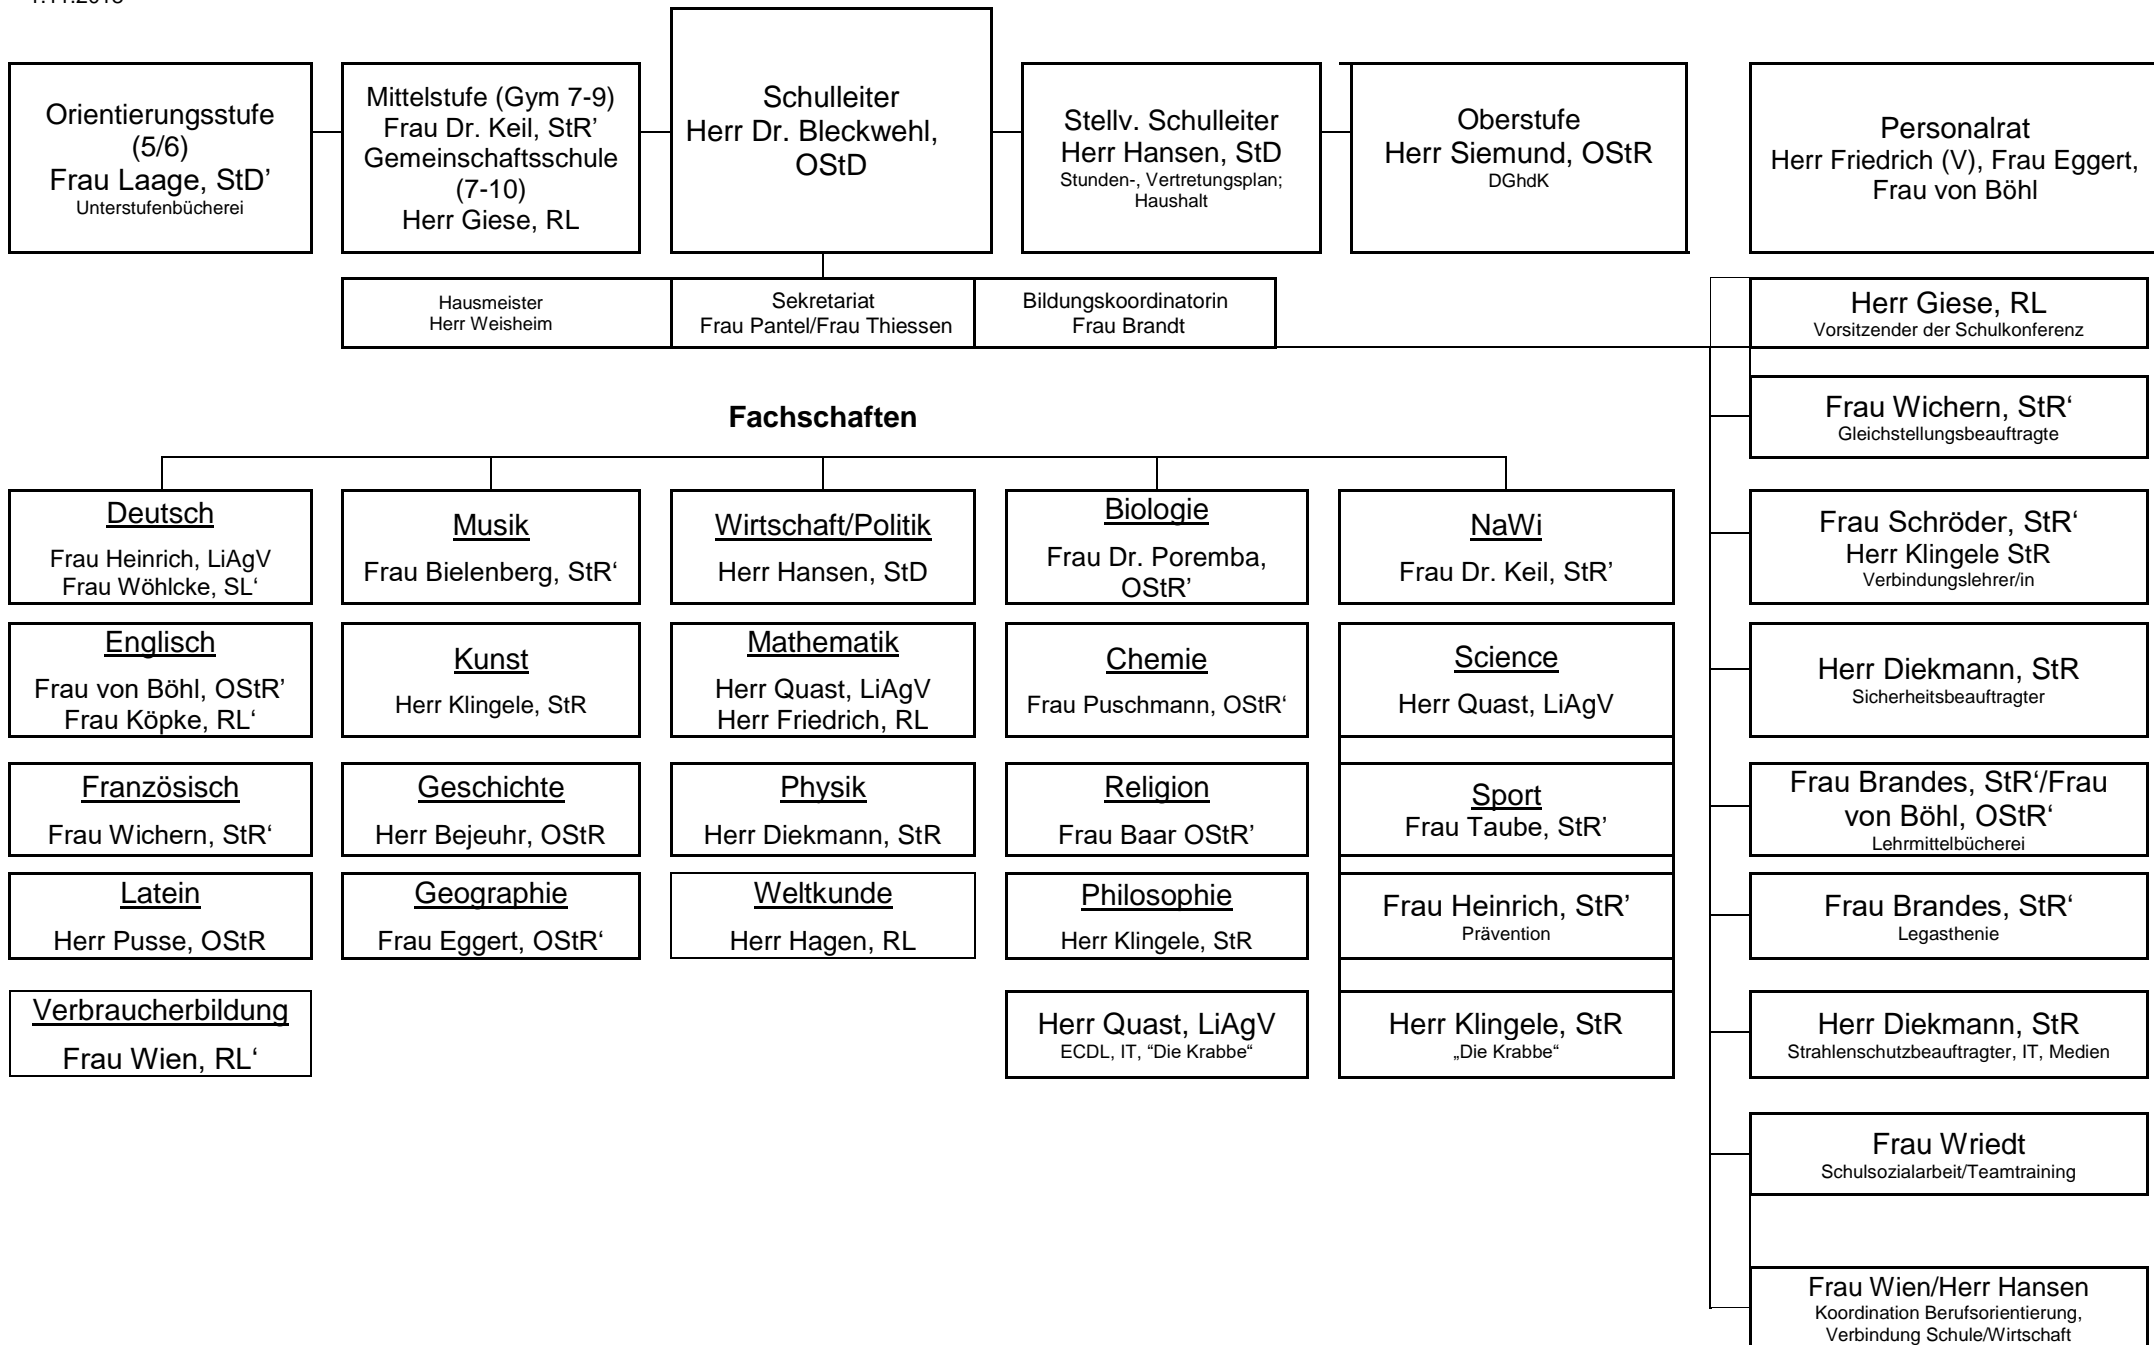 Orientierungsstufe
(5/6)
Frau Laage, StD’
Unterstufenbücherei
Mittelstufe (Gym 7-9)
Frau Dr. Keil, StR’
Gemeinschaftsschule
(7-10)
Herr Giese, RL
Schulleiter
Herr Dr. Bleckwehl,
OStD
Stellv. Schulleiter
Herr Hansen, StD
Stunden-, Vertretungsplan;
Haushalt
Oberstufe
Herr Siemund, OStR
DGhdK
Personalrat
Herr Friedrich (V), Frau Eggert,
Frau von Böhl
Hausmeister
Herr Weisheim
Sekretariat
Frau Pantel/Frau Thiessen
Bildungskoordinatorin
Frau Brandt
Herr Giese, RL
Vorsitzender der Schulkonferenz
Frau Wichern, StR‘
Gleichstellungsbeauftragte
Fachschaften
Deutsch
Frau Heinrich, LiAgV
Frau Wöhlcke, SL‘
Musik
Frau Bielenberg, StR‘
Wirtschaft/Politik
Herr Hansen, StD
Biologie
Frau Dr. Poremba,
OStR’
NaWi
Frau Dr. Keil, StR’
Frau Schröder, StR‘
Herr Klingele StR
Verbindungslehrer/in
Englisch
Frau von Böhl, OStR’
Frau Köpke, RL‘
Kunst
Herr Klingele, StR
Mathematik
Herr Quast, LiAgV
Herr Friedrich, RL
Chemie
Frau Puschmann, OStR‘
Science
Herr Quast, LiAgV
Herr Diekmann, StR
Sicherheitsbeauftragter
Französisch
Frau Wichern, StR‘
Geschichte
Herr Bejeuhr, OStR
Physik
Herr Diekmann, StR
Religion
Frau Baar OStR’
Sport
Frau Taube, StR’
Frau Brandes, StR‘/Frau
von Böhl, OStR‘
Lehrmittelbücherei
Latein
Herr Pusse, OStR
Geographie
Frau Eggert, OStR‘
Weltkunde
Herr Hagen, RL
Philosophie
Herr Klingele, StR
Frau Heinrich, StR’
Prävention
Frau Brandes, StR‘
Legasthenie
Verbraucherbildung
Frau Wien, RL‘
Herr Quast, LiAgV
ECDL, IT, “Die Krabbe“
Herr Klingele, StR
„Die Krabbe“
Herr Diekmann, StR
Strahlenschutzbeauftragter, IT, Medien
Frau Wriedt
Schulsozialarbeit/Teamtraining
Frau Wien/Herr Hansen
Koordination Berufsorientierung,
Verbindung Schule/Wirtschaft